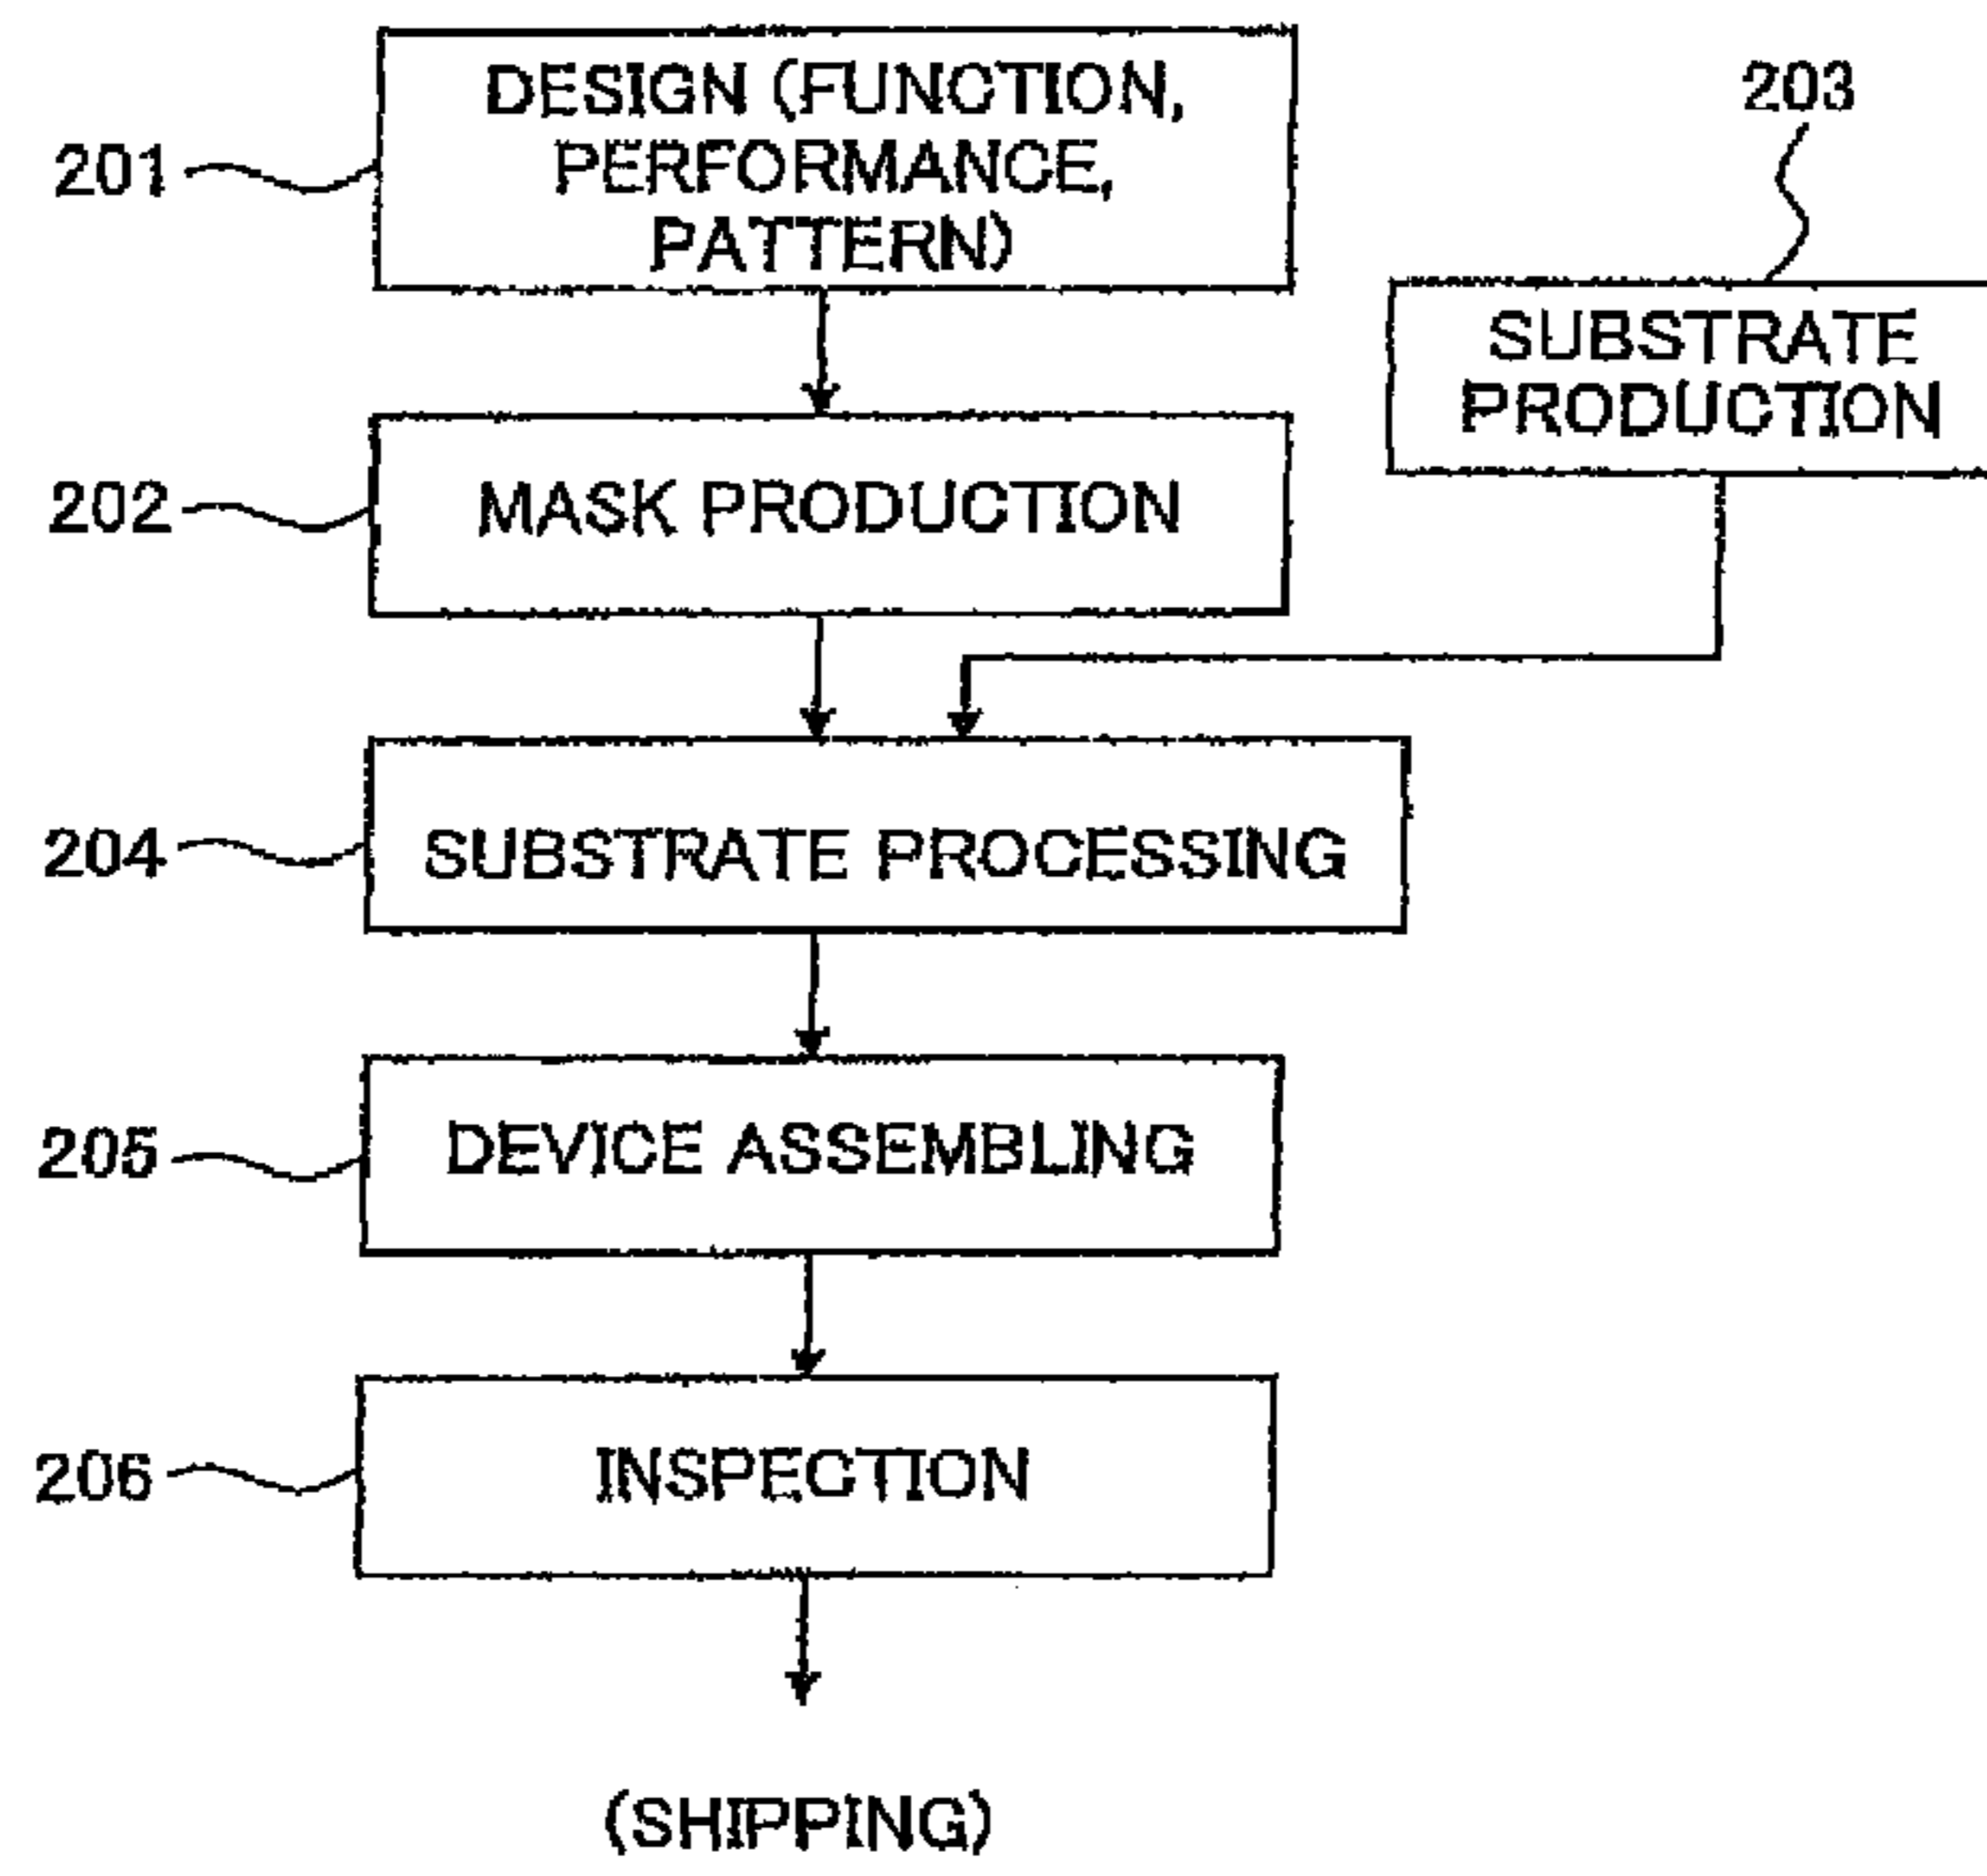 201
DESIGN (FUNCTION,
PERFORMANCE,
PATTERN)
203
SUBSTRATE
PRODUCTION
202
MASK PRODUCTION
204
SUBSTRATE PROCESSING
205
DEVICE ASSEMBLING
206
INSPECTION
(SHIPPING)